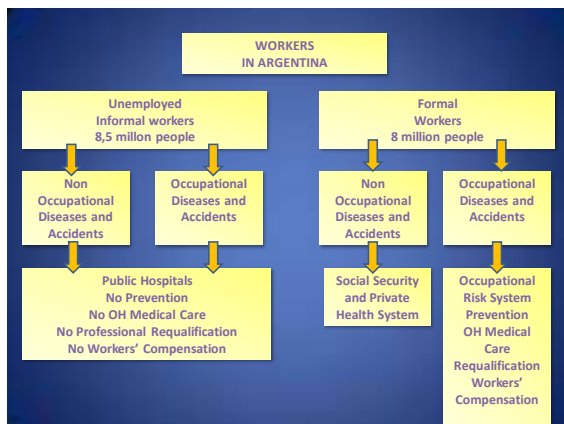 WORKERS
IN ARGENTINA
Unemployed
Informal workers
8,5 millon people
Formal
Workers
8 million people
Non
Occupational
Diseases and
Accidents
Occupational
Diseases and
Accidents
Non
Occupational
Diseases and
Accidents
Occupational
Diseases and
Accidents
Public Hospitals
No Prevention
No OH Medical Care
No Professional Requalification
No Workers’ Compensation
Social Security
and Private
Health System
Occupational
Risk System
Prevention
OH Medical
Care
Requalification
Workers’
Compensation